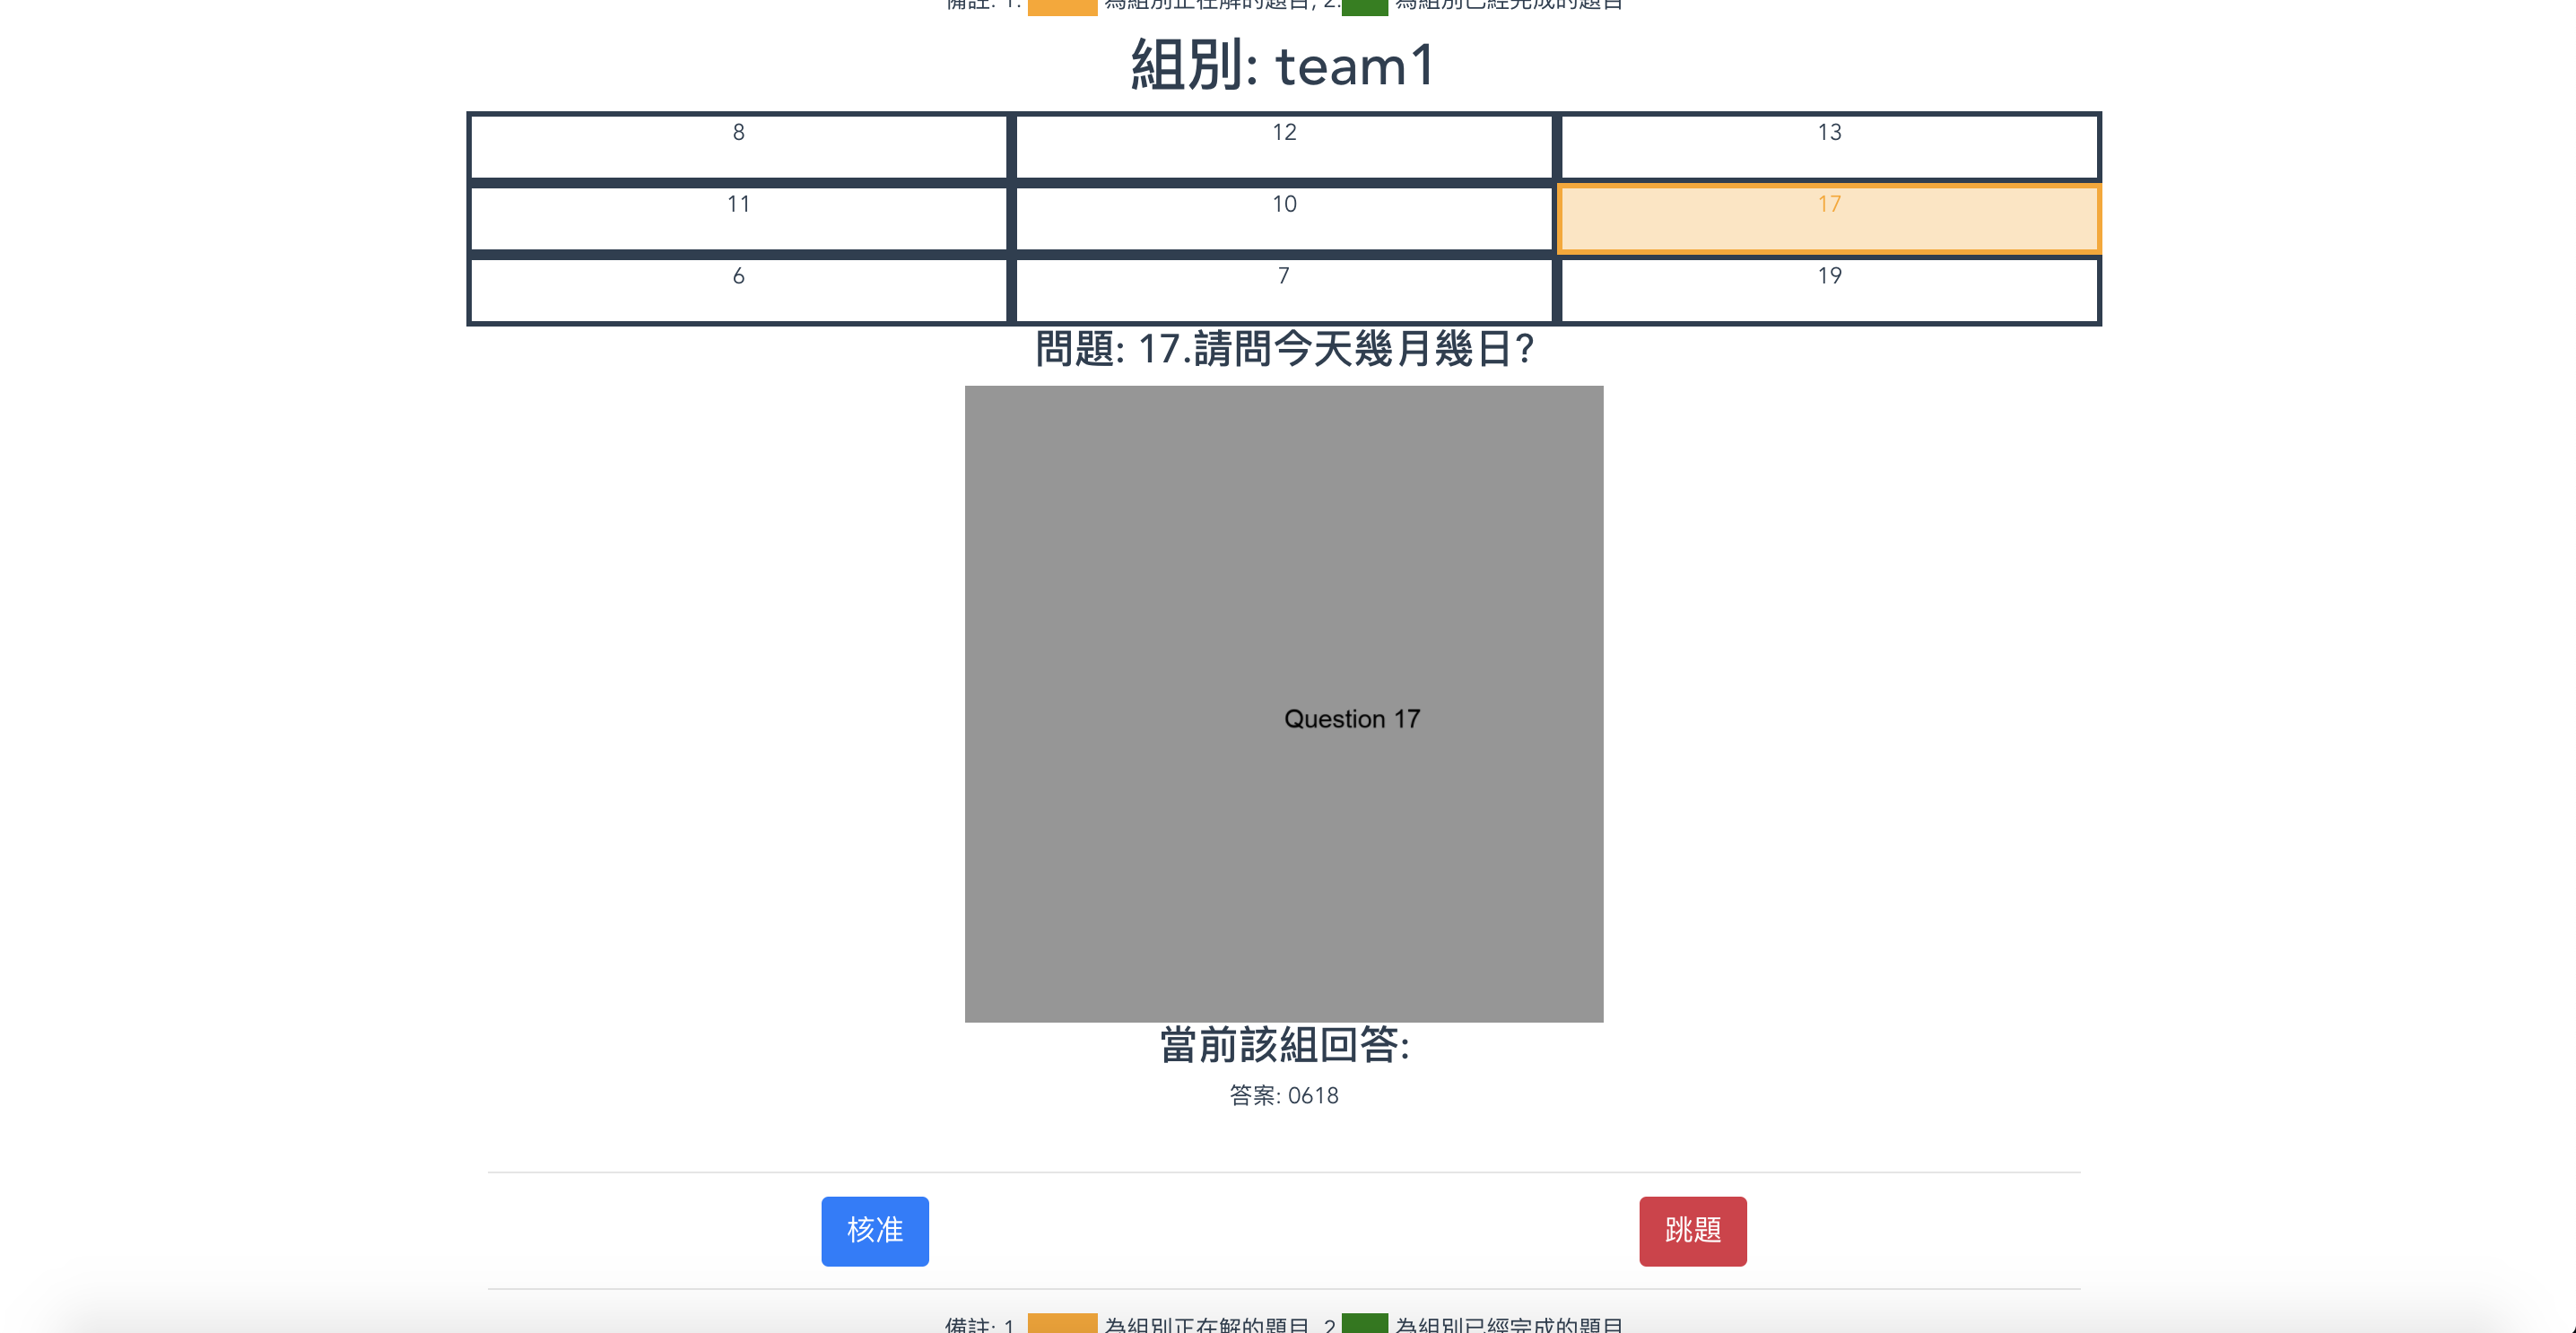 備註: 1. 為組別正在解的題目, 2. 為組別已經完成的題目
組別: team1
8 12 13
11 10 17
6 7 19
問題: 17.請問今天幾月幾日?
Question 17
當前該組回答:
答案: 0618
核准 跳題
備註: 1. 為組別正在解的題目, 2. 為組別已經完成的題目